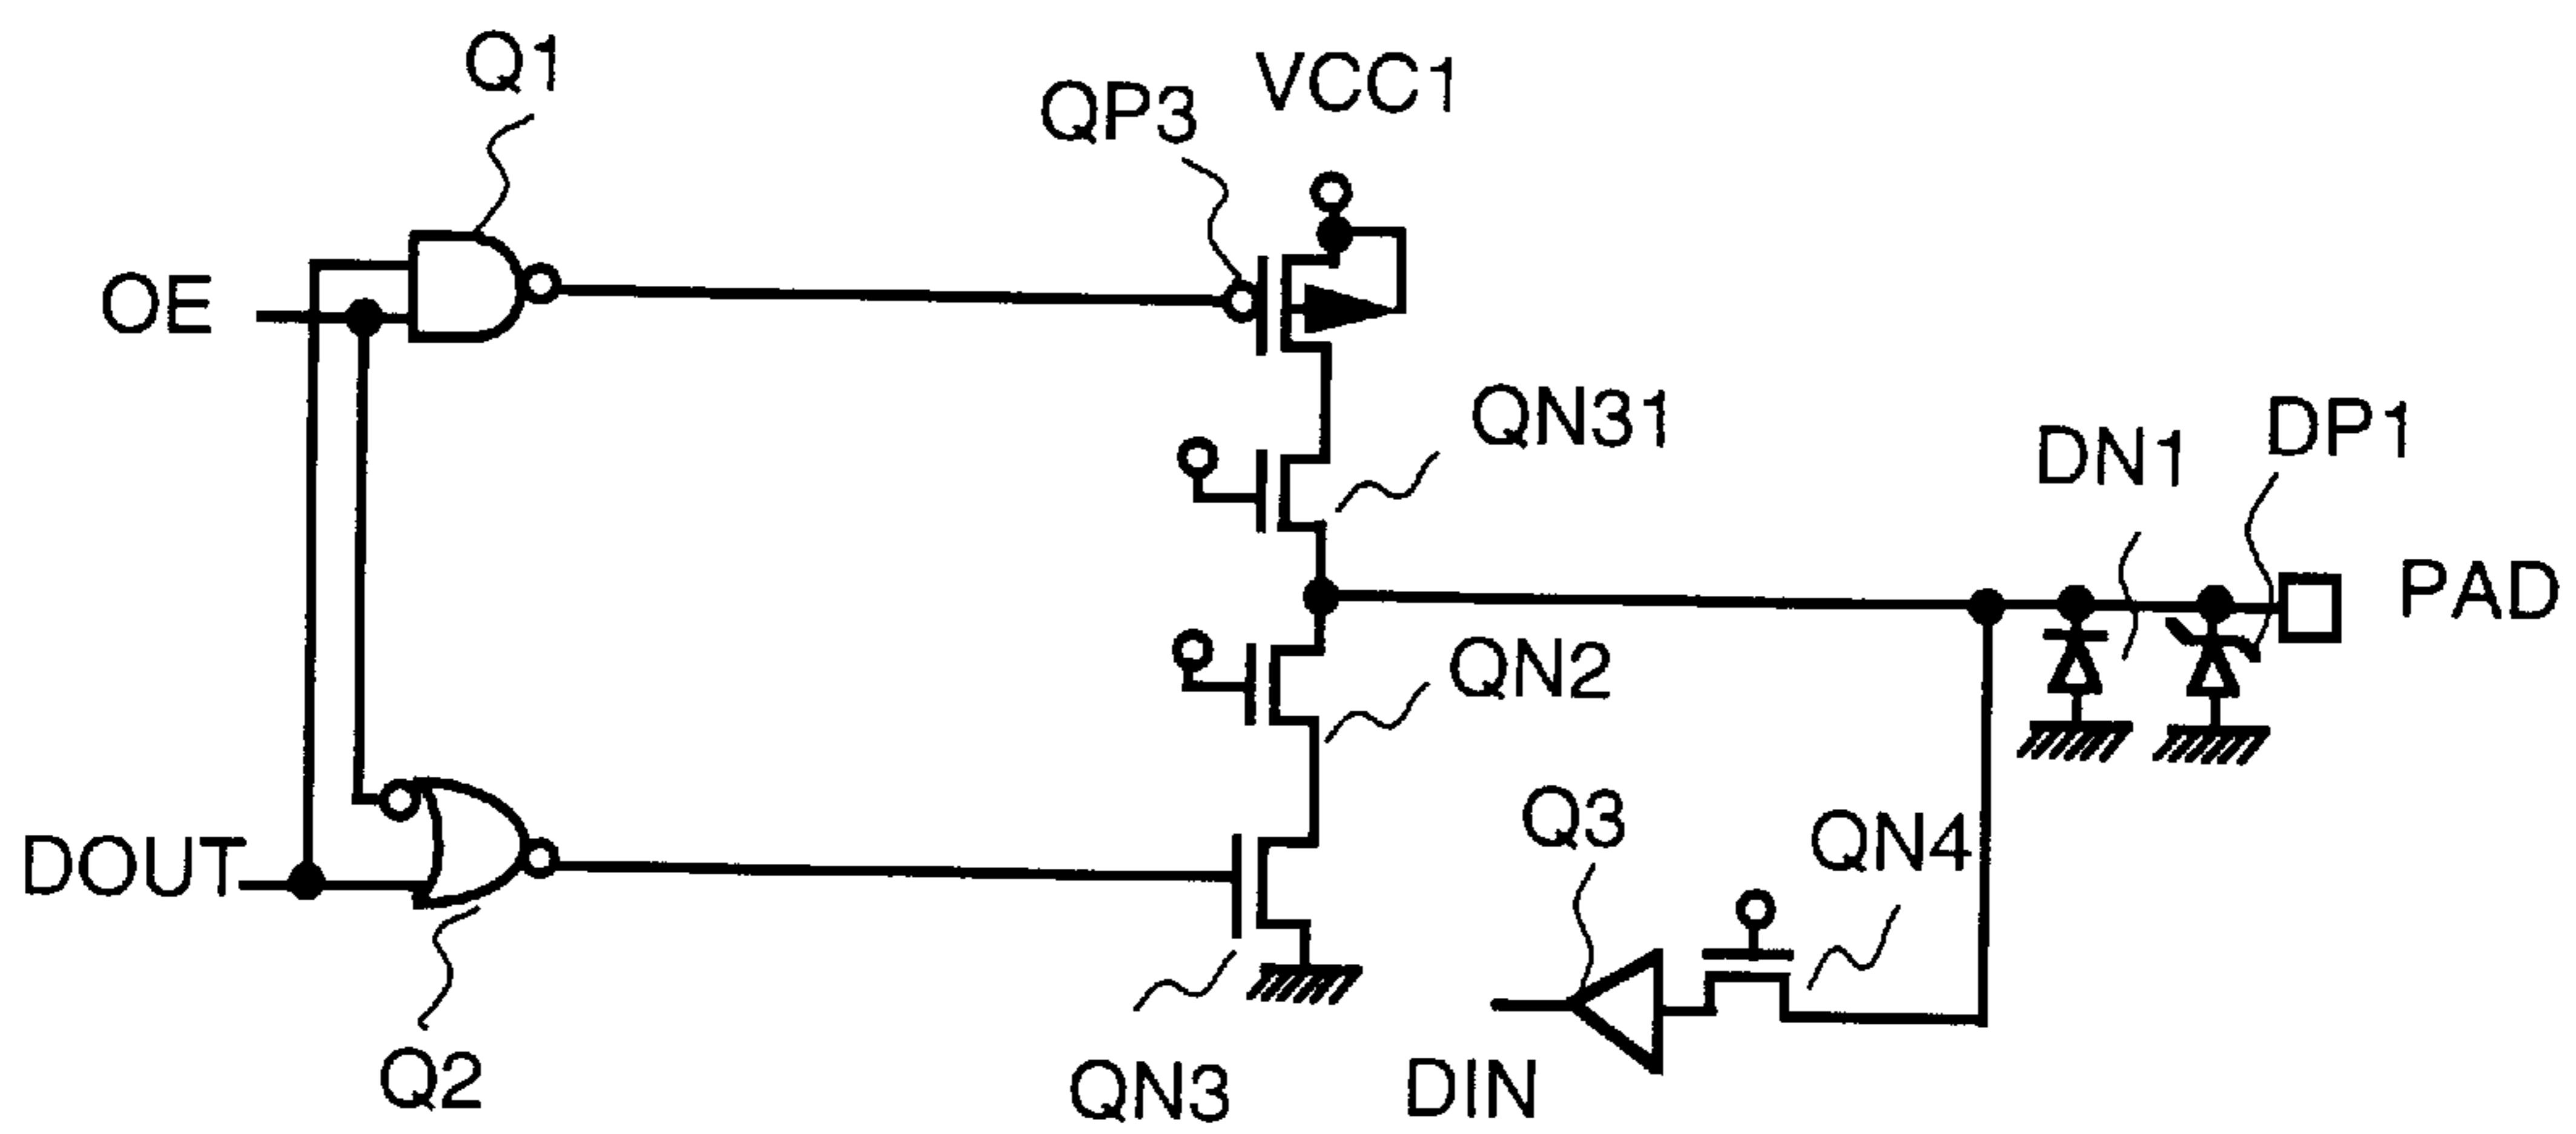 Q1
VCC1
QP3
OE
QN31
DP1
DN1
PAD
QN2
Q3
QN4
DOUT
Q2
QN3
DIN